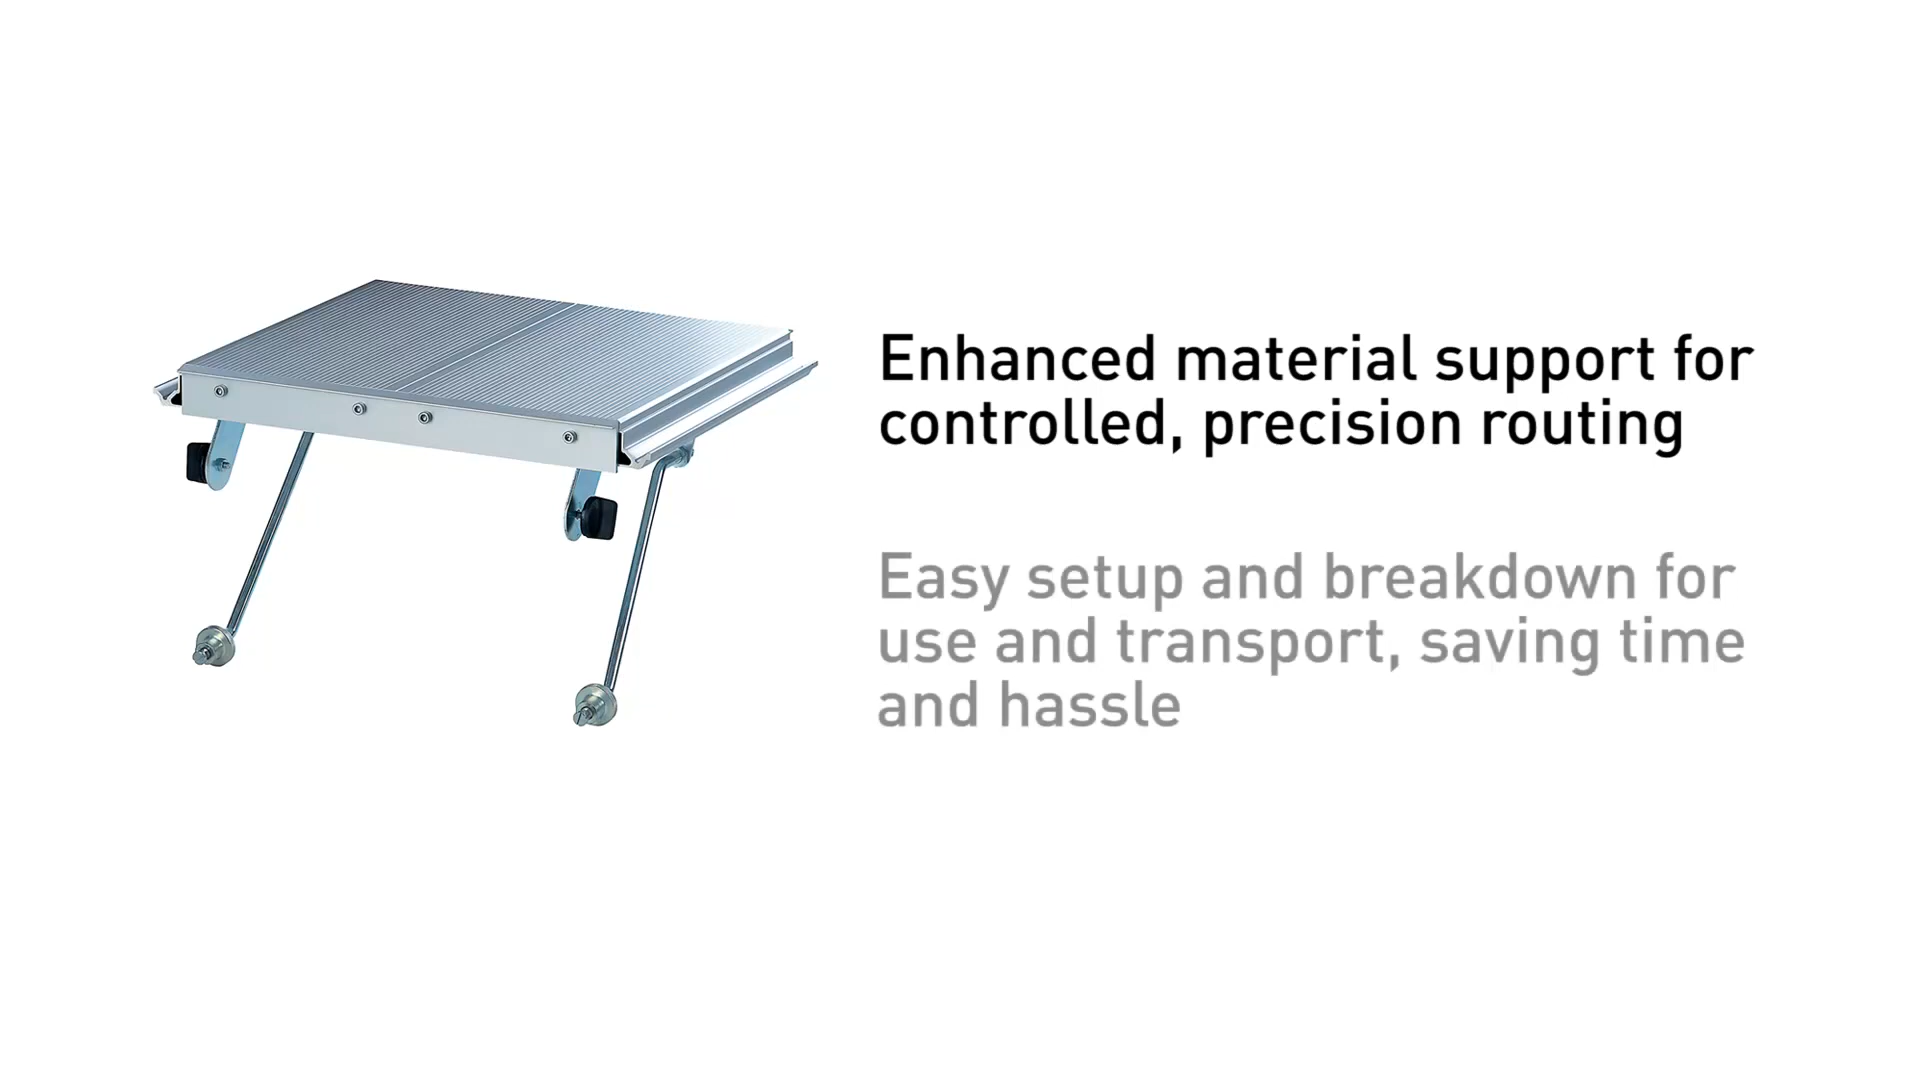 Enhanced material support for
controlled, precision routing
Easy setup and breakdown for
use and transport, saving time
and hassle